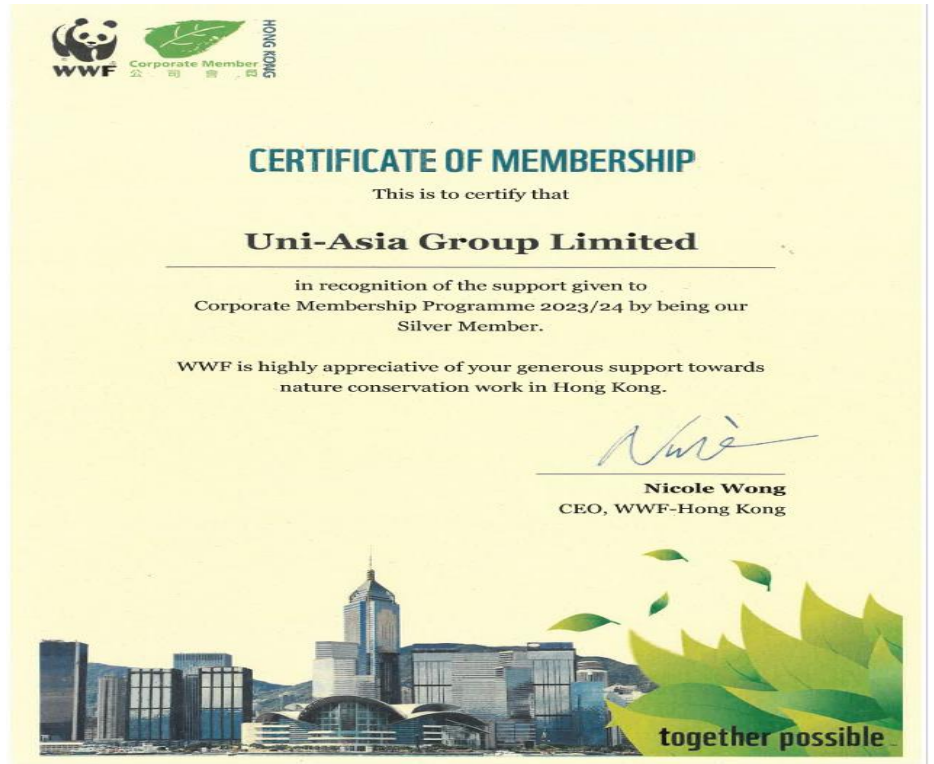 WWF
Corporate Member
公司會員
HONG KONG
CERTIFICATE OF MEMBERSHIP
This is to certify that
Uni-Asia Group Limited
in recognition of the support given to
Corporate Membership Programme 2023/24 by being our
Silver Member.
WWF is highly appreciative of your generous support towards
nature conservation work in Hong Kong.
Nicole Wong
CEO, WWF-Hong Kong
together possible